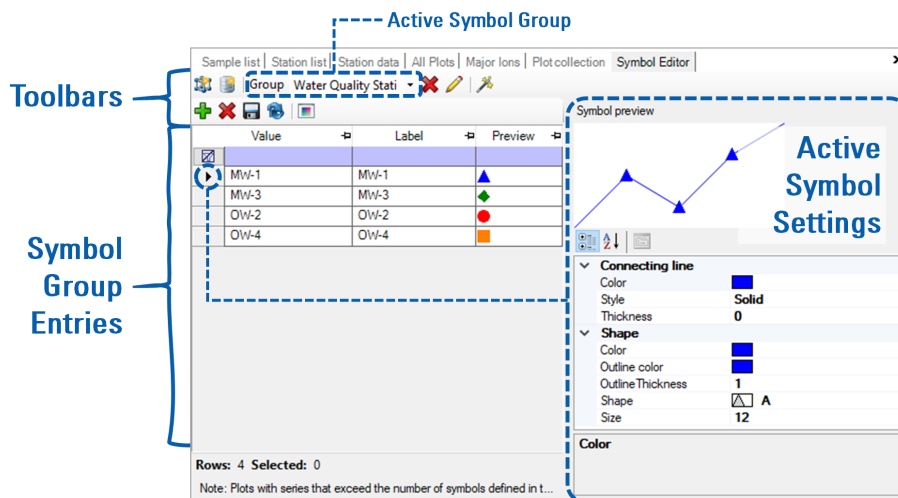 Active Symbol Group
Sample list Station list Station data All Plots Major Ions Plot collection Symbol Editor
Toolbars
Group Water Quality Stati
Symbol preview
Value Label Preview
Active
Symbol
Settings
MW-1 MW-1
MW-3 MW-3
OW-2 OW-2
OW-4 OW-4
Symbol
Group
Entries
Connecting line
Color
Style Solid
Thickness 0
Shape
Color
Outline color
OutlineThickness 1
Shape A
Size 12
Color
Rows: 4 Selected: 0
Note: Plots with series that exceed the number of symbols defined in t...